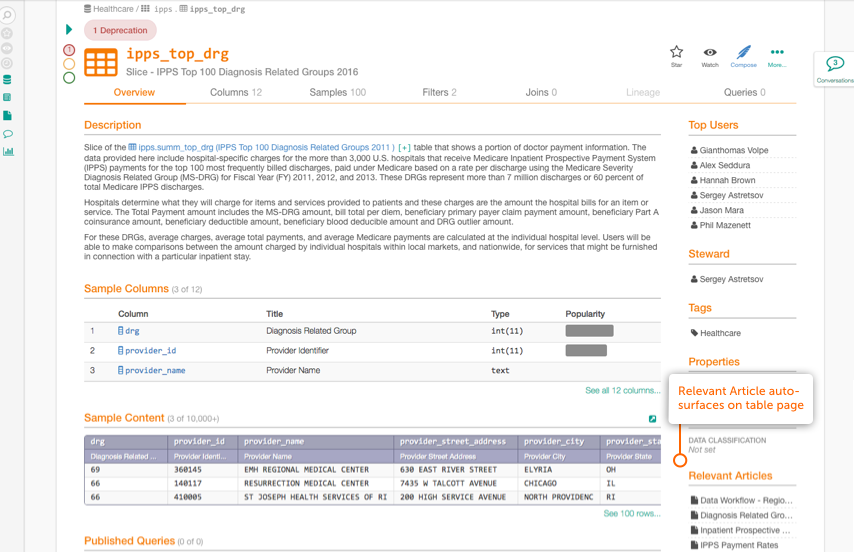 Healthcare / ipps . ipps_top_drg
1 Deprecation
1
ipps_top_drg
Slice - IPPS Top 100 Diagnosis Related Groups 2016
Star
Watch
Compose
More...
3
Conversations
Overview
Columns 12
Samples 100
Filters 2
Joins 0
Lineage
Queries 0
Description
Slice of the ipps.summ_top_drg (IPPS Top 100 Diagnosis Related Groups 2011 ) [+] table that shows a portion of doctor payment information. The
data provided here include hospital-specific charges for the more than 3,000 U.S. hospitals that receive Medicare Inpatient Prospective Payment System
(IPPS) payments for the top 100 most frequently billed discharges, paid under Medicare based on a rate per discharge using the Medicare Severity
Diagnosis Related Group (MS-DRG) for Fiscal Year (FY) 2011, 2012, and 2013. These DRGs represent more than 7 million discharges or 60 percent of
total Medicare IPPS discharges.
Hospitals determine what they will charge for items and services provided to patients and these charges are the amount the hospital bills for an item or
service. The Total Payment amount includes the MS-DRG amount, bill total per diem, beneficiary primary payer claim payment amount, beneficiary Part A
coinsurance amount, beneficiary deductible amount, beneficiary blood deducible amount and DRG outlier amount.
For these DRGs, average charges, average total payments, and average Medicare payments are calculated at the individual hospital level. Users will be
able to make comparisons between the amount charged by individual hospitals within local markets, and nationwide, for services that might be furnished
in connection with a particular inpatient stay.
Sample Columns (3 of 12)
Column Title Type Popularity
1 drg Diagnosis Related Group int(11)
2 provider_id Provider Identifier int(11)
3 provider_name Provider Name text
See all 12 columns...
Sample Content (3 of 10,000+)
drg provider_id provider_name provider_street_address provider_city provider_sta
Diagnosis Related ... Provider Identi... Provider Name Provider Street Address Provider City Provider State
69 360145 EMH REGIONAL MEDICAL CENTER 630 EAST RIVER STREET ELYRIA OH
66 140117 RESURRECTION MEDICAL CENTER 7435 W TALCOTT AVENUE CHICAGO IL
66 410005 ST JOSEPH HEALTH SERVICES OF RI 200 HIGH SERVICE AVENUE NORTH PROVIDENC RI
See 100 rows...
Published Queries (0 of 0)
Top Users
Gianthomas Volpe
Alex Seddura
Hannah Brown
Sergey Astretsov
Jason Mara
Phil Mazenett
Steward
Sergey Astretsov
Tags
Healthcare
Properties
Relevant Article auto-
surfaces on table page
DATA CLASSIFICATION
Not set
Relevant Articles
Data Workflow - Regio...
Diagnosis Related Gro...
Inpatient Prospective ...
IPPS Payment Rates